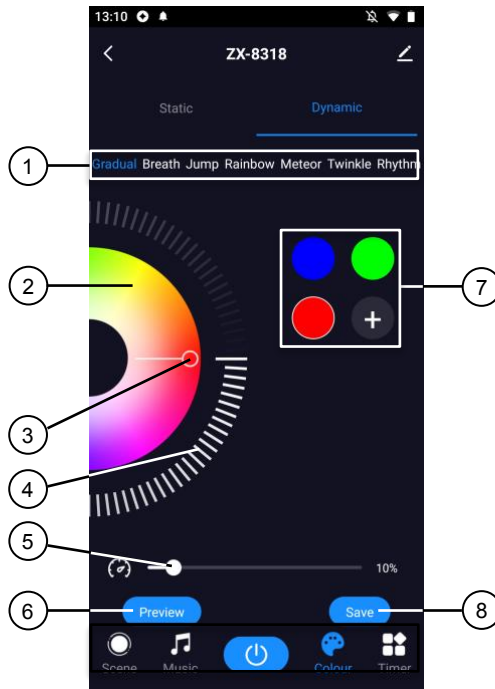 13:10
ZX-8318
Static Dynamic
1
Gradual Breath Jump Rainbow Meteor Twinkle Rhythm
2
7
+
3
4
5
10%
6
Preview Save
8
Scene Music Colour Timer